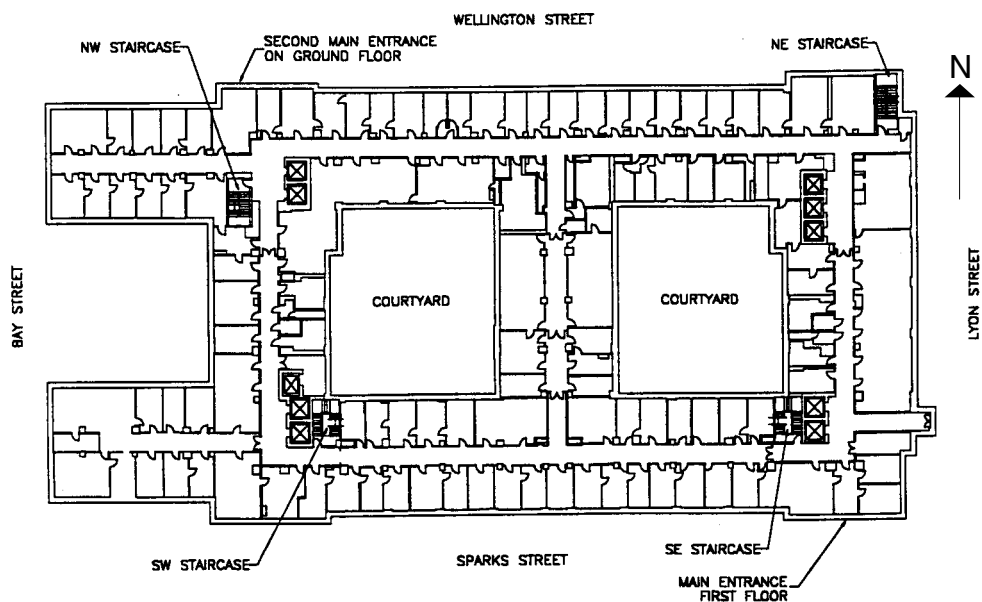 WELLINGTON STREET
NW STAIRCASE
SECOND MAIN ENTRANCE
ON GROUND FLOOR
NE STAIRCASE
N
BAY STREET
COURTYARD
COURTYARD
LYON STREET
SW STAIRCASE
SPARKS STREET
SE STAIRCASE
MAIN ENTRANCE
FIRST FLOOR